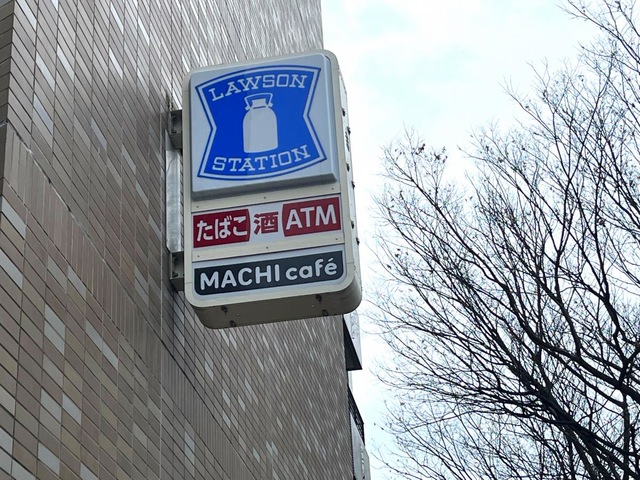 LAWSON
STATION
たばこ 酒 ATM
MACHI café